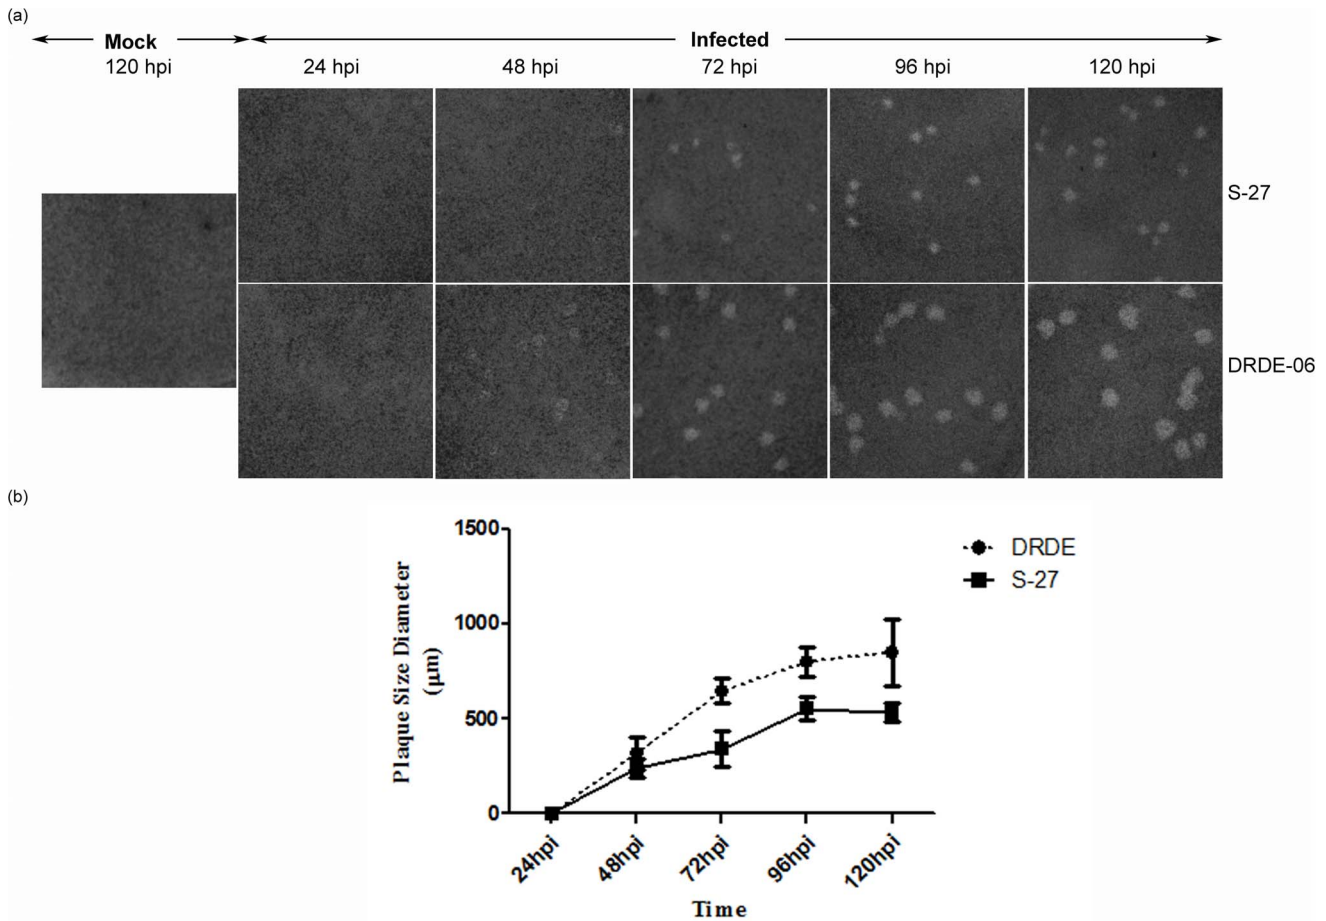 (a)
Mock Infected
120 hpi 24 hpi 48 hpi 72 hpi 96 hpi 120 hpi
S-27
DRDE-06
(b)
1500
1000
500
0
Plaque Size Diameter
(µm)
DRDE
S-27
24hpi 48hpi 72hpi 96hpi 120hpi
Time